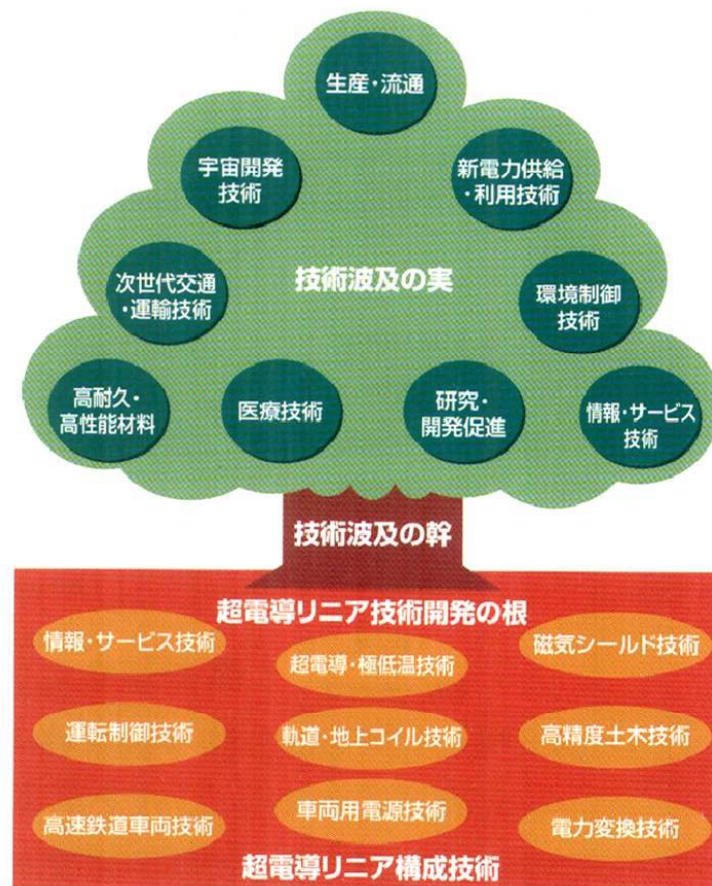 生産・流通
宇宙開発
技術
新電力供給
・利用技術
技術波及の実
次世代交通
・運輸技術
環境制御
技術
高耐久・
高性能材料
医療技術
研究・
開発促進
情報・サービス
技術
技術波及の幹
超電導リニア技術開発の根
情報・サービス技術
超電導・極低温技術
磁気シールド技術
運転制御技術
軌道・地上コイル技術
高精度土木技術
高速鉄道車両技術
車両用電源技術
電力変換技術
超電導リニア構成技術